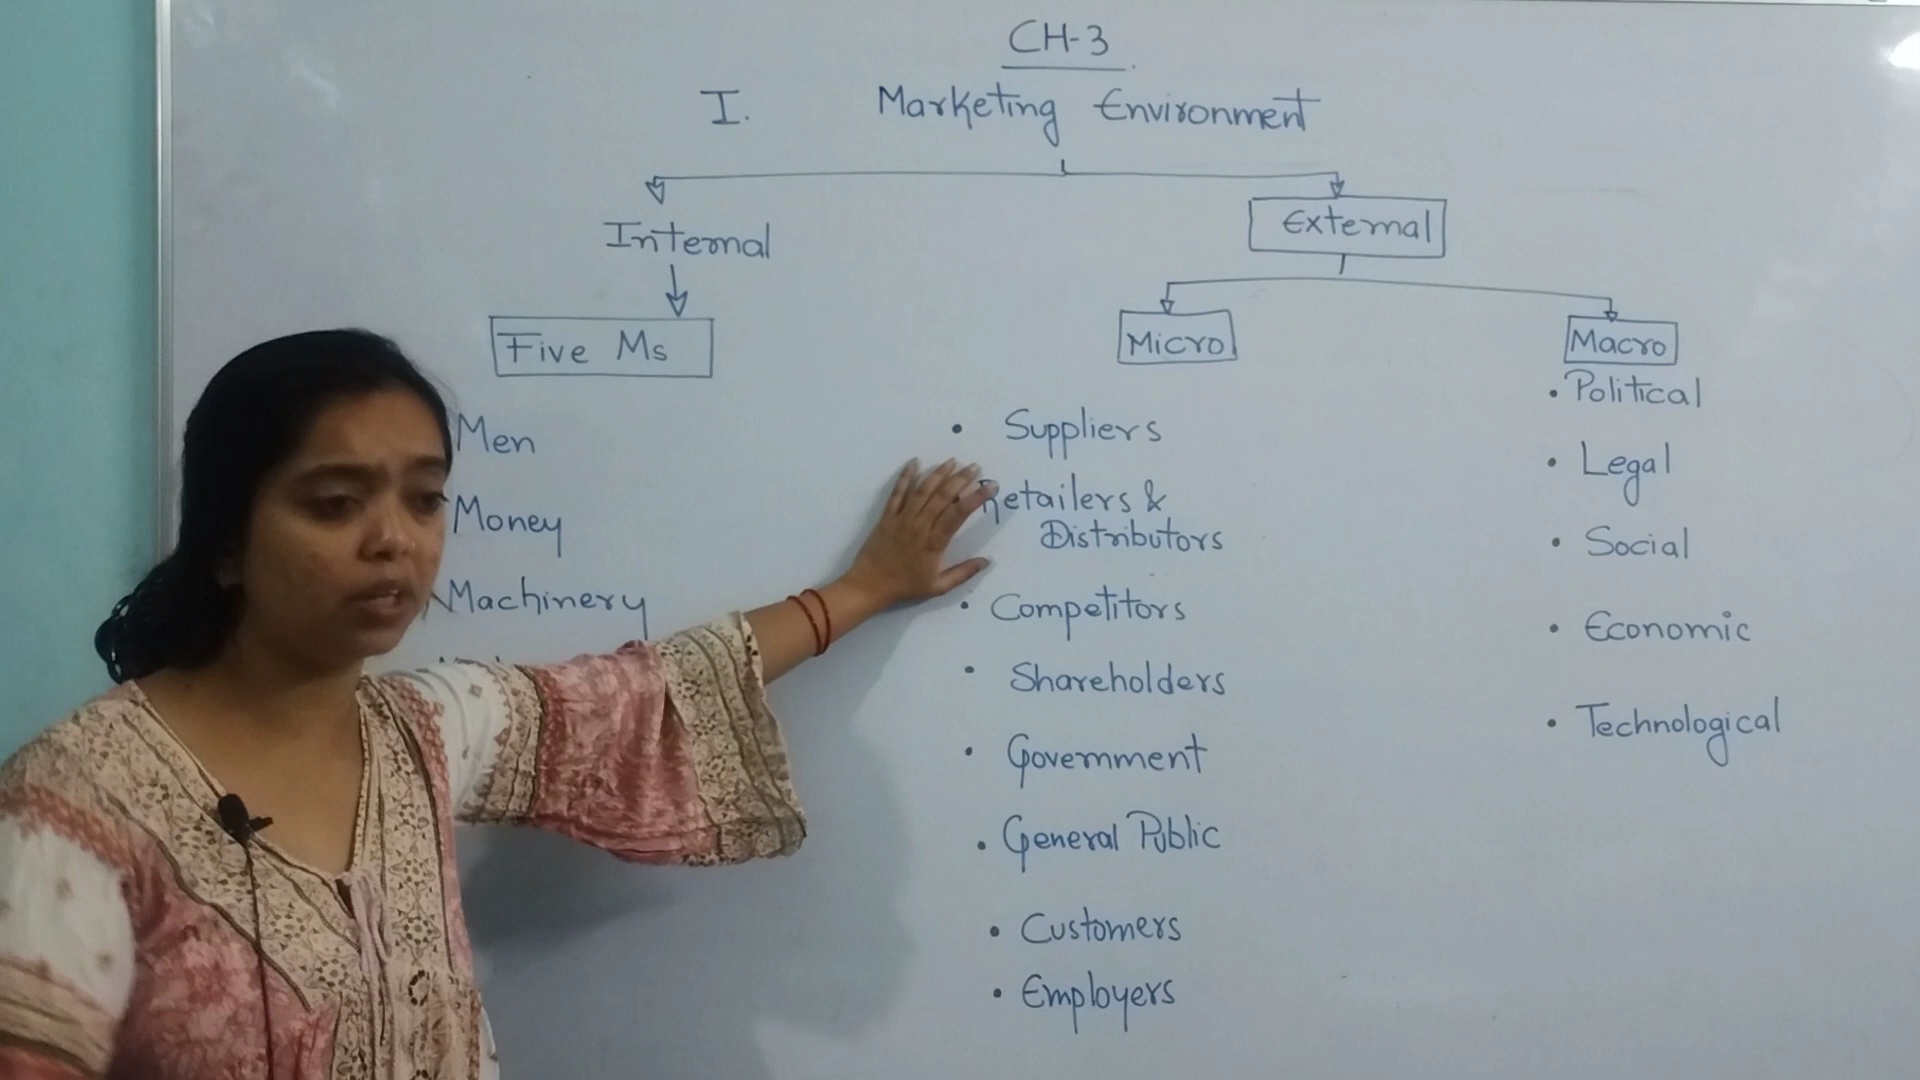 CH-3
I. Marketing Environment
Internal
External
Five Ms
Micro
Macro
Men
Money
Machinery
Suppliers
Retailers &
Distributors
Competitors
Shareholders
Government
General Public
Customers
Employers
Political
Legal
Social
Economic
Technological